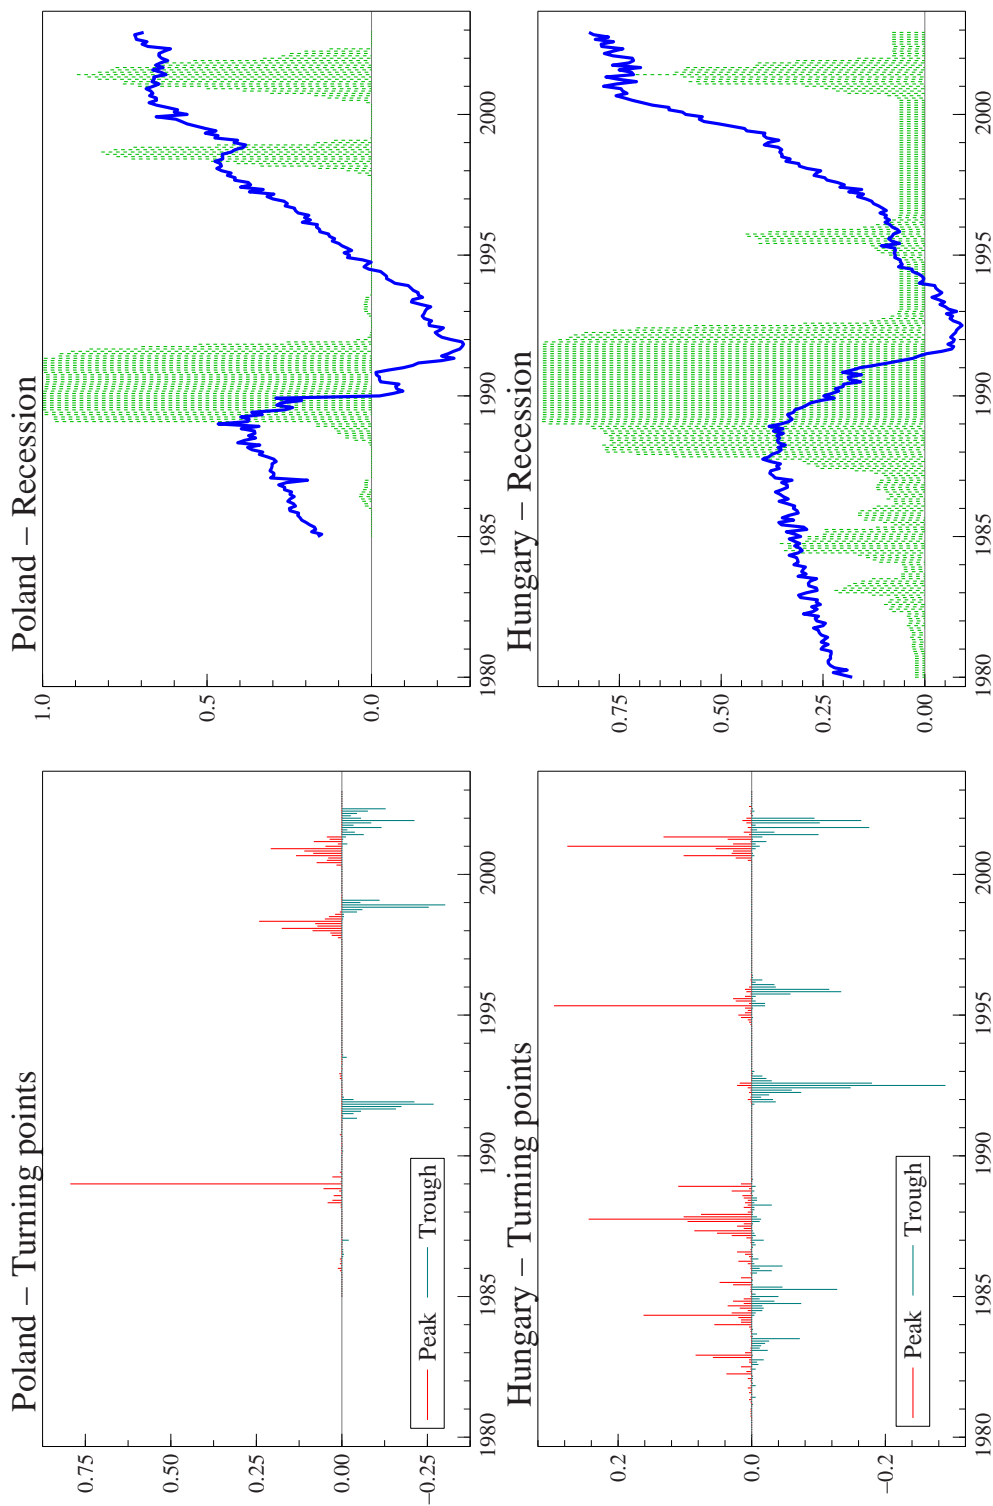 Poland – Turning points
0.75
0.50
0.25
0.00
−0.25
Peak Trough
1980 1985 1990 1995 2000
Poland – Recession
1.0
0.5
0.0
1980 1985 1990 1995 2000
Hungary – Turning points
0.2
0.0
−0.2
Peak Trough
1980 1985 1990 1995 2000
Hungary – Recession
0.75
0.50
0.25
0.00
1980 1985 1990 1995 2000